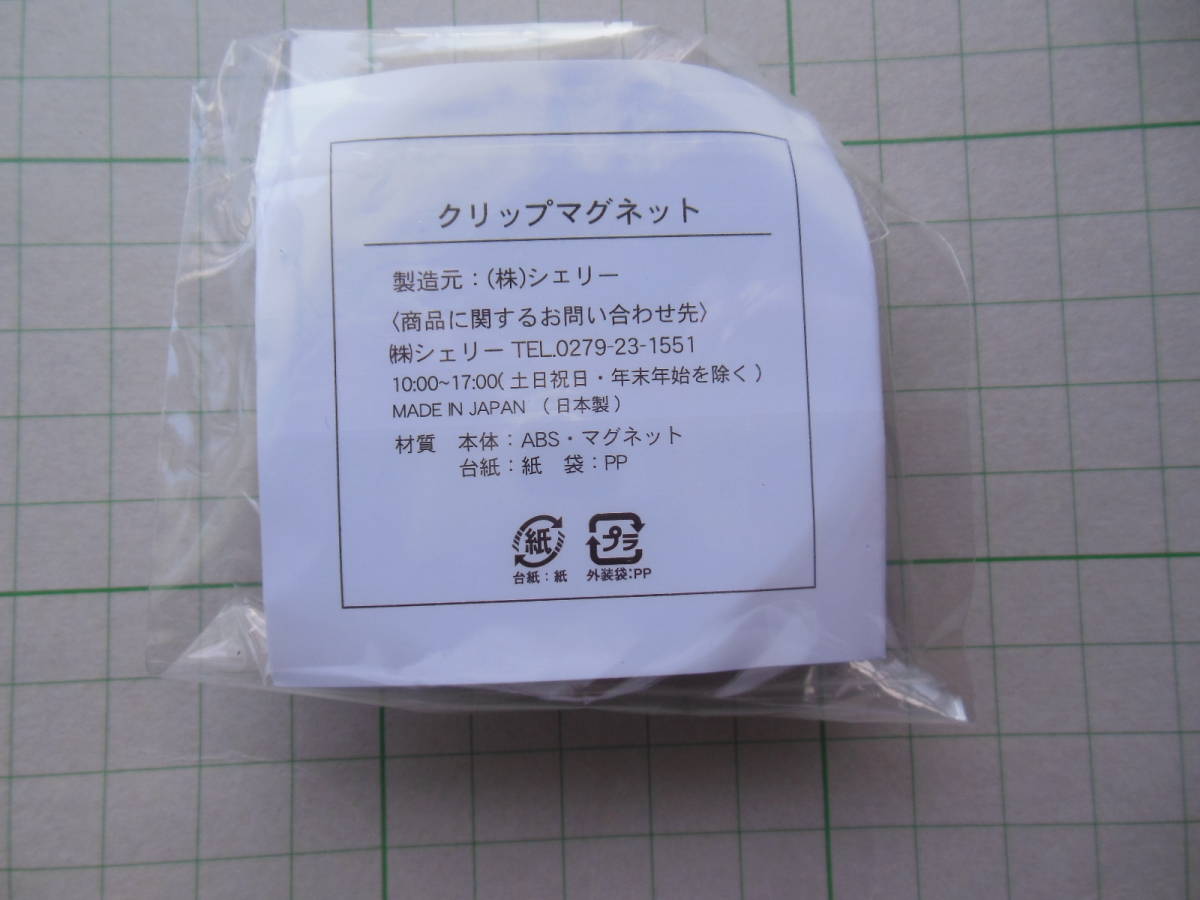 クリップマグネット
製造元：(株)シェリー
〈商品に関するお問い合わせ先〉
㈱シェリー TEL.0279-23-1551
10:00~17:00( 土日祝日・年末年始を除く )
MADE IN JAPAN （日本製）
材質　本体：ABS・マグネット
台紙：紙　袋：PP
紙　プラ
台紙：紙　外装袋:PP